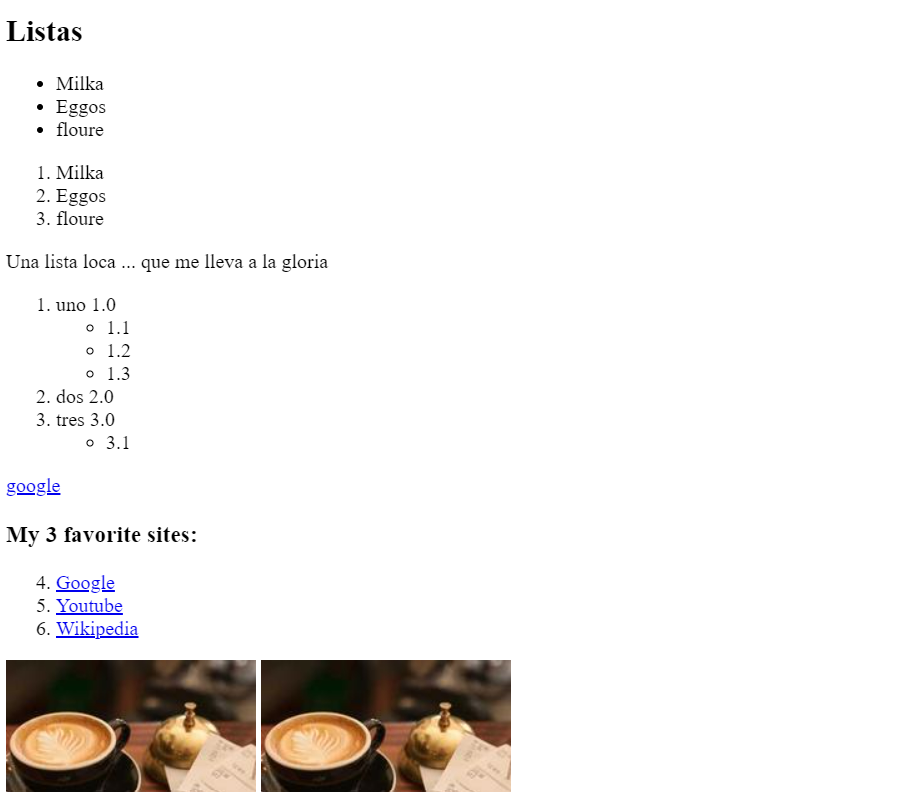 Listas
• Milka
• Eggos
• floure
1. Milka
2. Eggos
3. floure
Una lista loca ... que me lleva a la gloria
1. uno 1.0
◦ 1.1
◦ 1.2
◦ 1.3
2. dos 2.0
3. tres 3.0
◦ 3.1
google
My 3 favorite sites:
4. Google
5. Youtube
6. Wikipedia